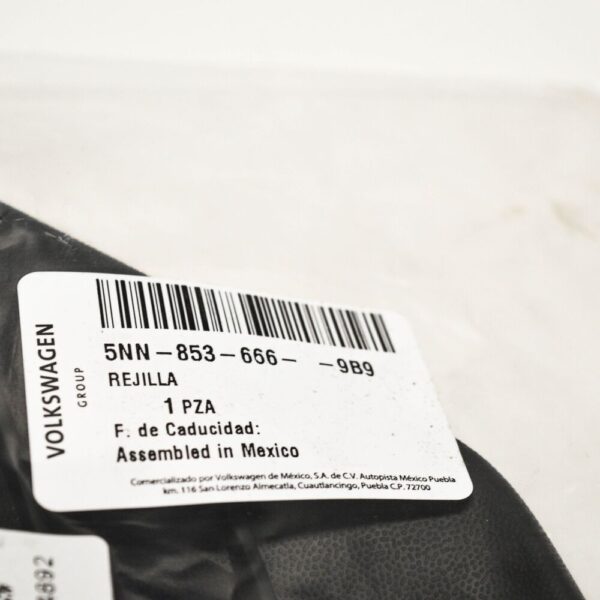 VOLKSWAGEN
GROUP
5NN-853-666- -9B9
REJILLA
1 PZA
F. de Caducidad:
Assembled in Mexico
Comercializado por Volkswagen de México, S.A. de C.V. Autopista México Puebla
km. 116 San Lorenzo Almecatla, Cuautlancingo, Puebla C.P. 72700